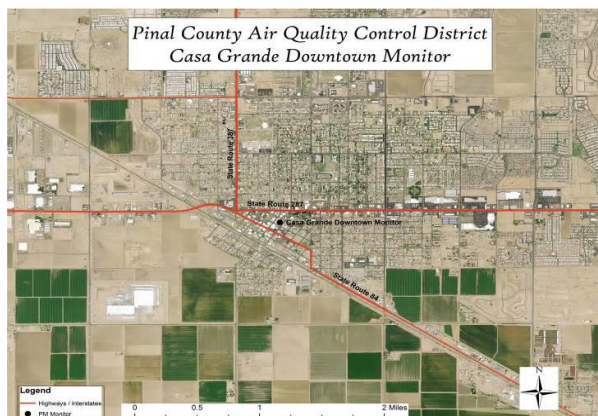 Pinal County Air Quality Control District
Casa Grande Downtown Monitor
State Route 387
State Route 287
Casa Grande Downtown Monitor
State Route 84
Legend
Highways / Interstates
PM Monitor
0 0.5 1 2 Miles
N